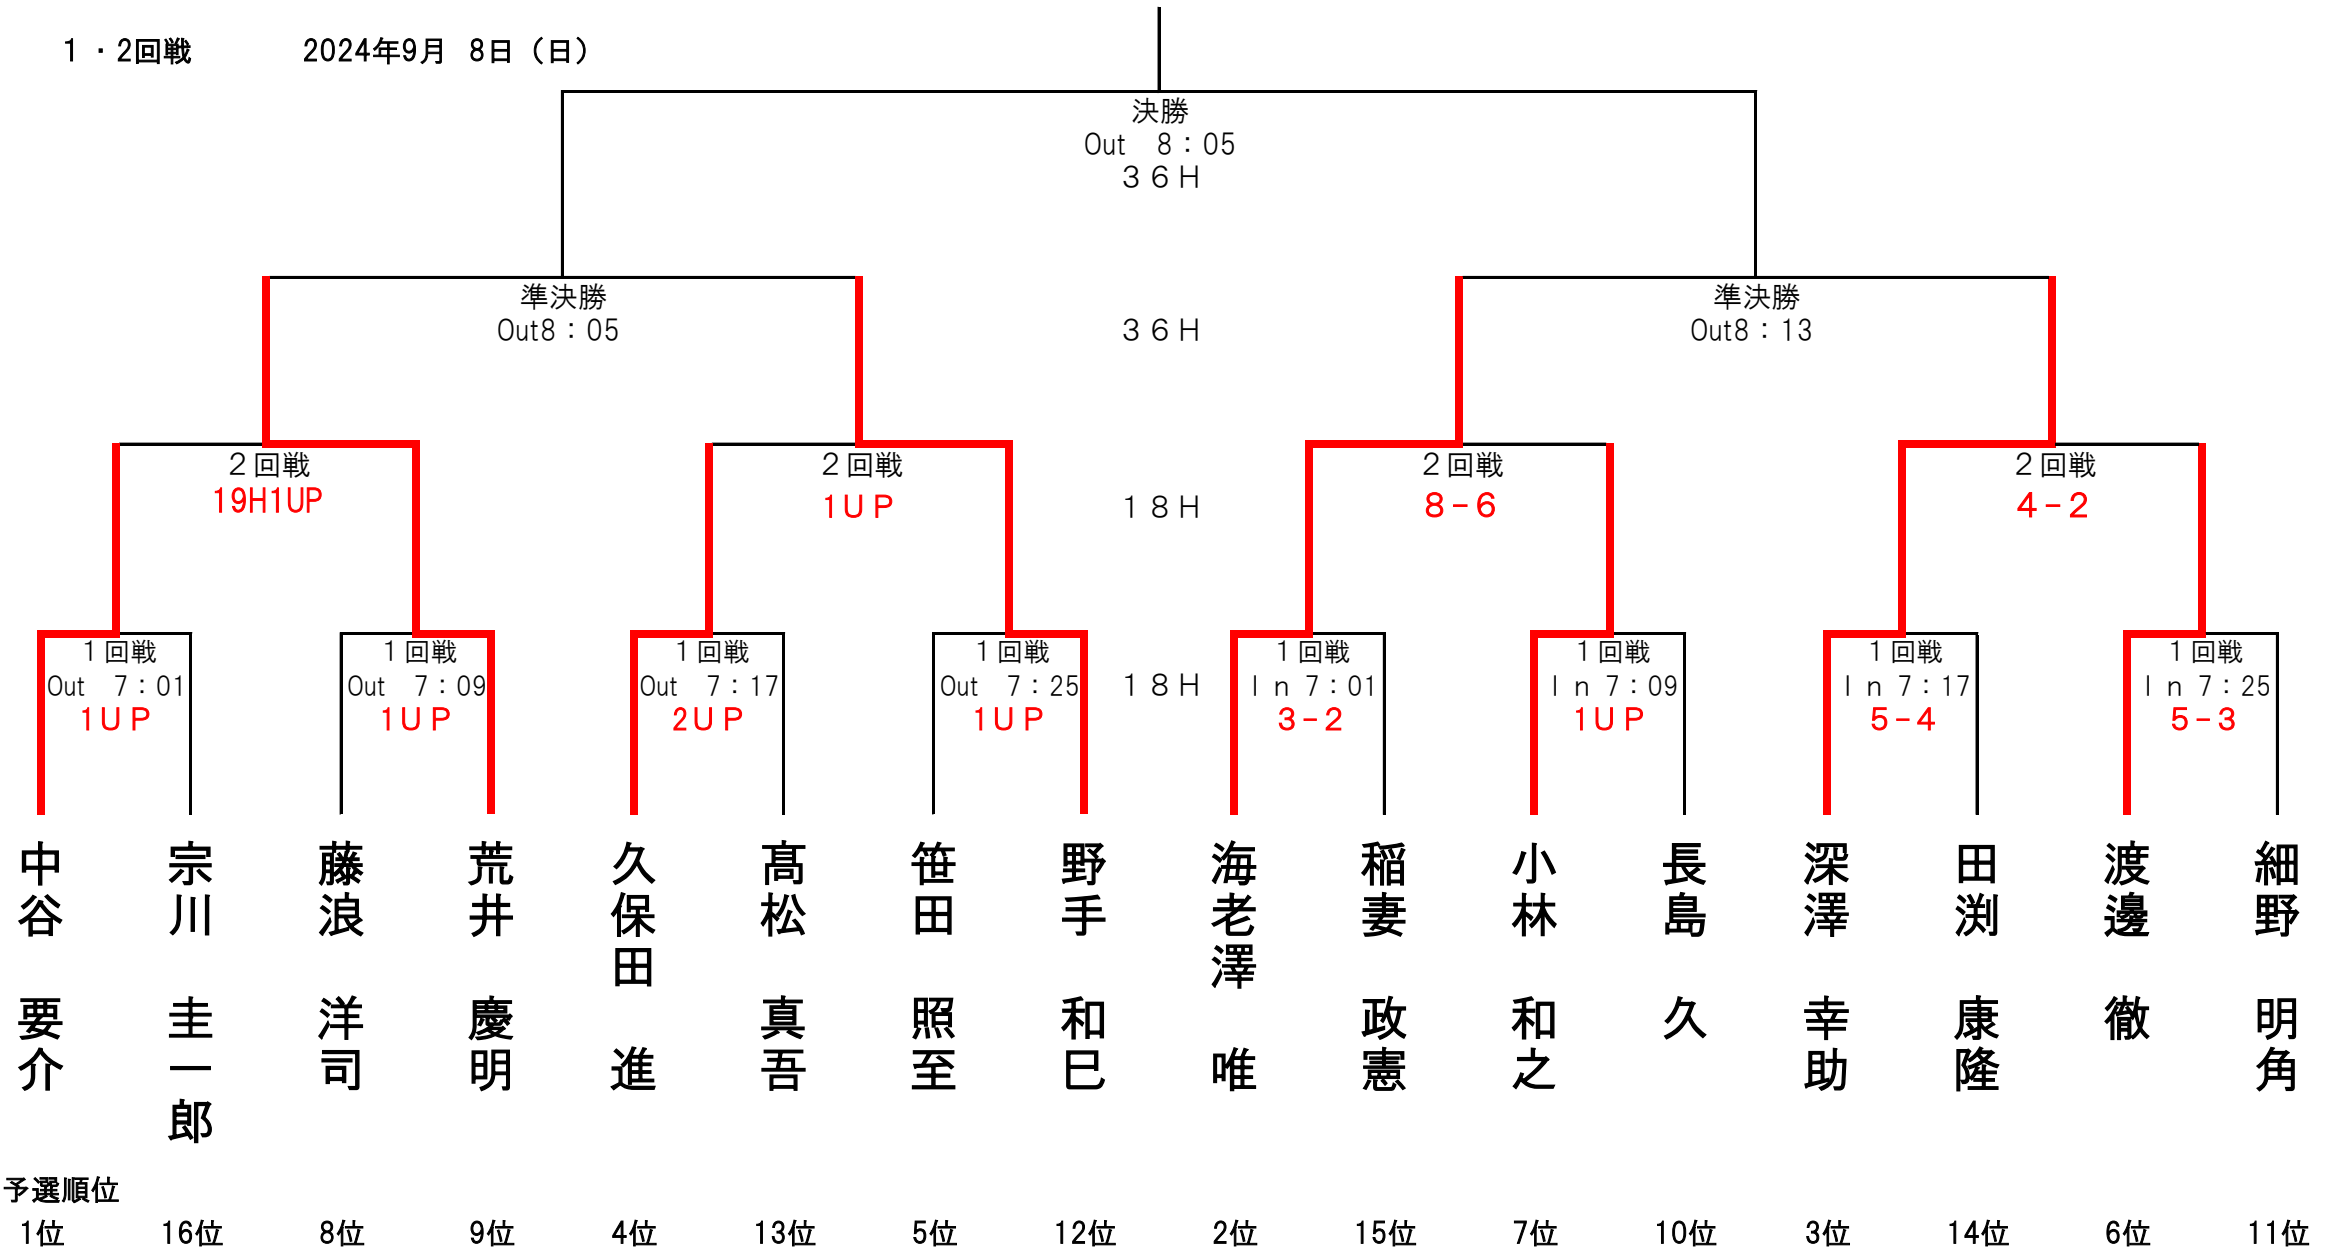 １・2回戦　2024年9月 8日（日）
決勝
Out　8：05
３６Ｈ
準決勝　準決勝
Out8：05　３６Ｈ　Out8：13
２回戦　２回戦　２回戦　２回戦
19H1UP　1ＵＰ　１８Ｈ　８−６　４−２
１回戦　１回戦　１回戦　１回戦　１回戦　１回戦　１回戦　１回戦
Out　7：01　Out　7：09　Out　7：17　Out　7：25　１８Ｈ　Ｉｎ 7：01　Ｉｎ 7：09　Ｉｎ 7：17　Ｉｎ 7：25
1ＵＰ　1ＵＰ　2ＵＰ　1ＵＰ　３−２　1ＵＰ　５−４　５−３
中谷　要介
宗川　圭一郎
藤浪　洋司
荒井　慶明
久保田　進
髙松　真吾
笹田　照至
野手　和巳
海老澤　唯
稲妻　政憲
小林　和之
長島　久
深澤　幸助
田渕　康隆
渡邊　徹
細野　明角
予選順位
1位　16位　8位　9位　4位　13位　5位　12位　2位　15位　7位　10位　3位　14位　6位　11位